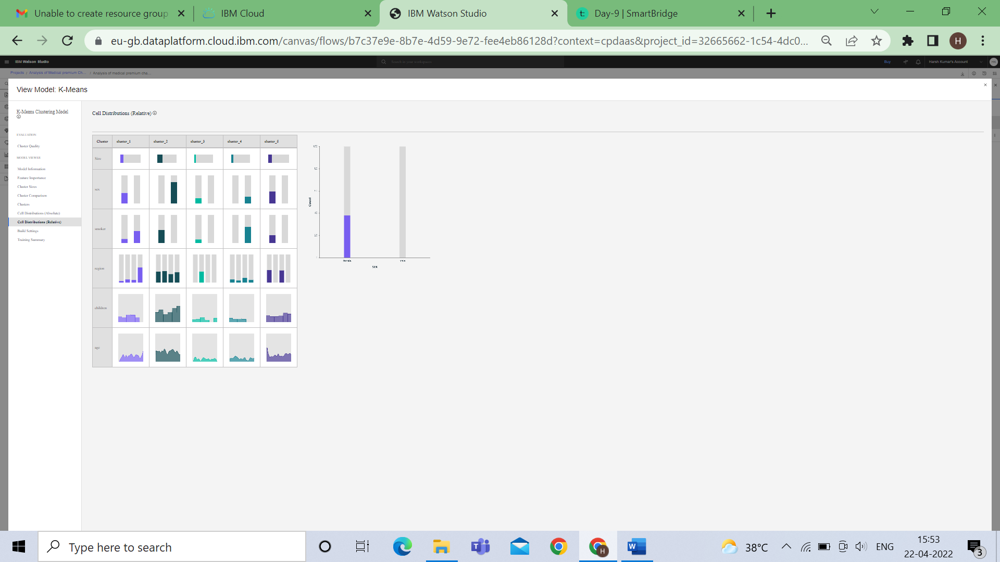 Unable to create resource group
IBM Cloud
IBM Watson Studio
Day-9 | SmartBridge
eu-gb.dataplatform.cloud.ibm.com/canvas/flows/b7c37e9e-8b7e-4d59-9e72-fee4eb86128d?context=cpdaas&project_id=32665662-1c54-4dc0...
H
IBM Watson Studio
Search in your workspaces
Buy
Harsh Kumar's Account
HK
Projects / Analysis of Medical premium Ch... / Analysis of medical premium cha...
View Model: K-Means
K-Means Clustering Model
EVALUATION
Cluster Quality
MODEL VIEWER
Model Information
Feature Importance
Cluster Sizes
Cluster Comparison
Clusters
Cell Distributions (Absolute)
Cell Distributions (Relative)
Build Settings
Training Summary
Cell Distributions (Relative)
Cluster cluster_1 cluster_2 cluster_3 cluster_4 cluster_5
Size
sex
smoker
region
children
age
100
80
60
40
20
Count
female male
sex
Type here to search
38°C
ENG
15:53
22-04-2022
3